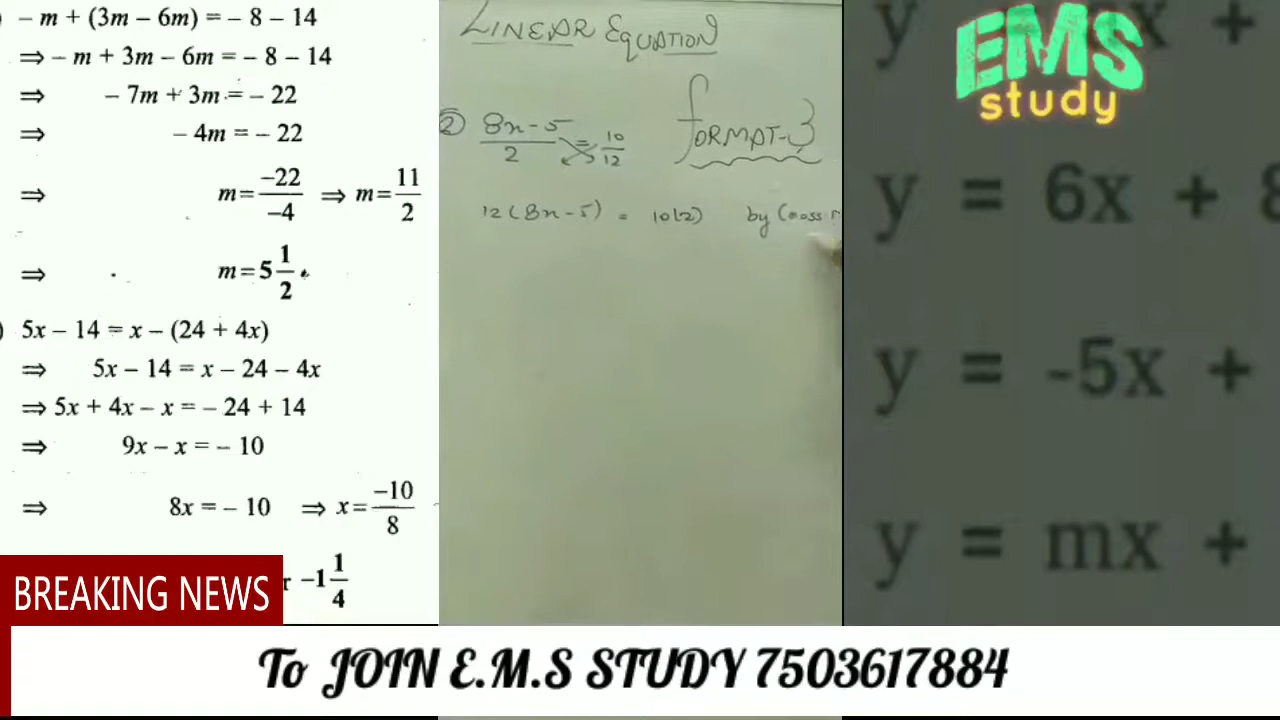 – m + (3m – 6m) = – 8 – 14
⇒ – m + 3m – 6m = – 8 – 14
⇒ – 7m + 3m = – 22
⇒ – 4m = – 22
⇒ m = -22/-4 ⇒ m = 11/2
⇒ m = 5 1/2
) 5x – 14 = x – (24 + 4x)
⇒ 5x – 14 = x – 24 – 4x
⇒ 5x + 4x – x = – 24 + 14
⇒ 9x – x = – 10
⇒ 8x = – 10 ⇒ x = -10/8
r –1 1/4
LINEAR EQUATION
FORMAT-3
② 8x-5/2 = 10/12
12(8x-5) = 10(2) by Cross
EMS
study
y = x +
y = 6x + 8
y = -5x +
y = mx +
BREAKING NEWS
To JOIN E.M.S STUDY 7503617884